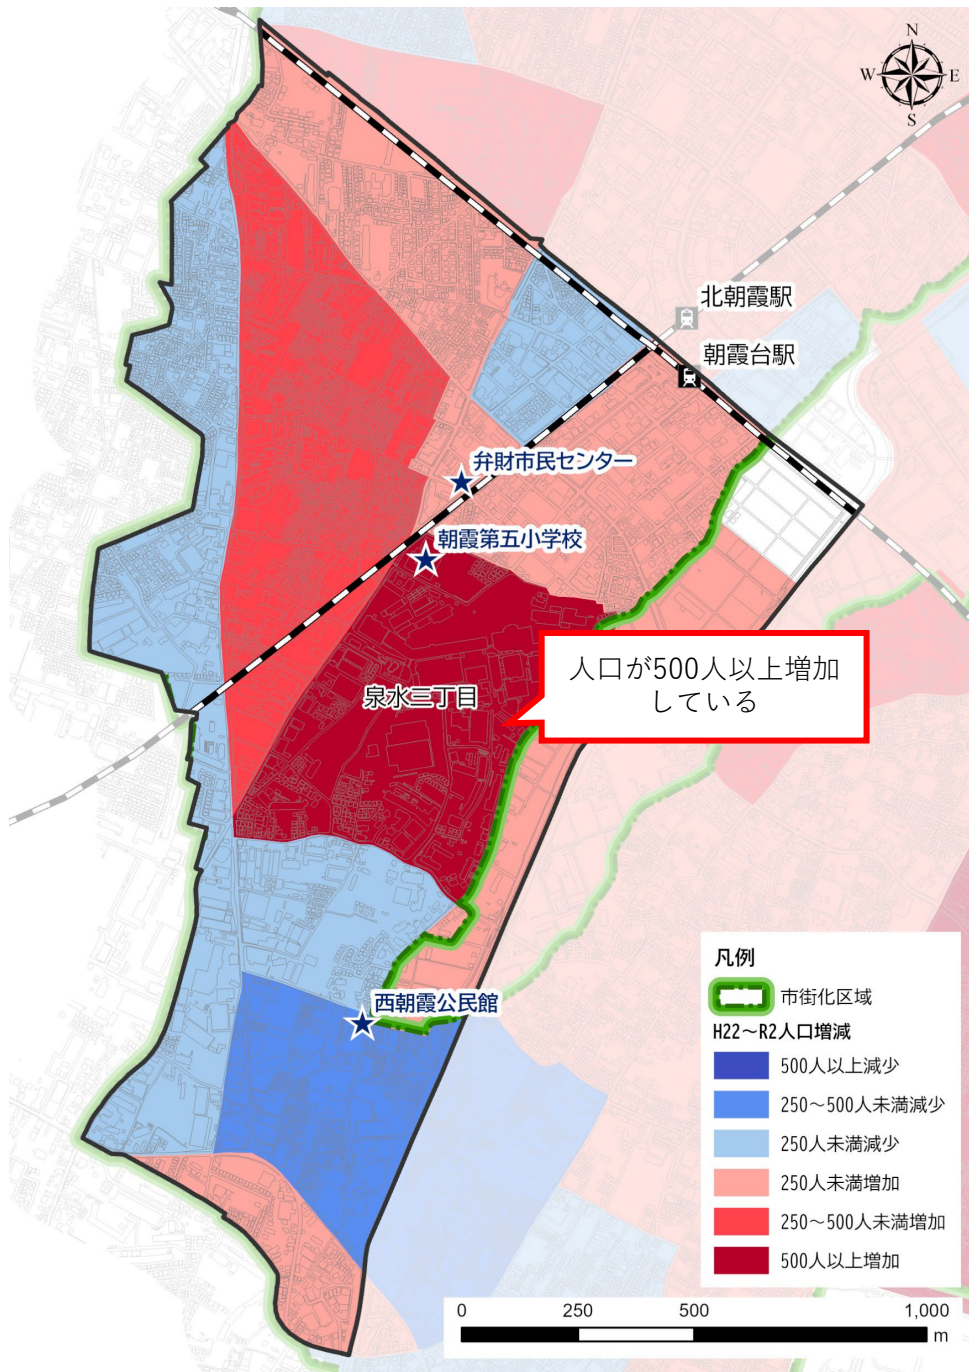 N
W
E
S
北朝霞駅
朝霞台駅
弁財市民センター
朝霞第五小学校
人口が500人以上増加
している
泉水三丁目
西朝霞公民館
凡例
市街化区域
H22～R2人口増減
500人以上減少
250～500人未満減少
250人未満減少
250人未満増加
250～500人未満増加
500人以上増加
0 250 500 1,000
m